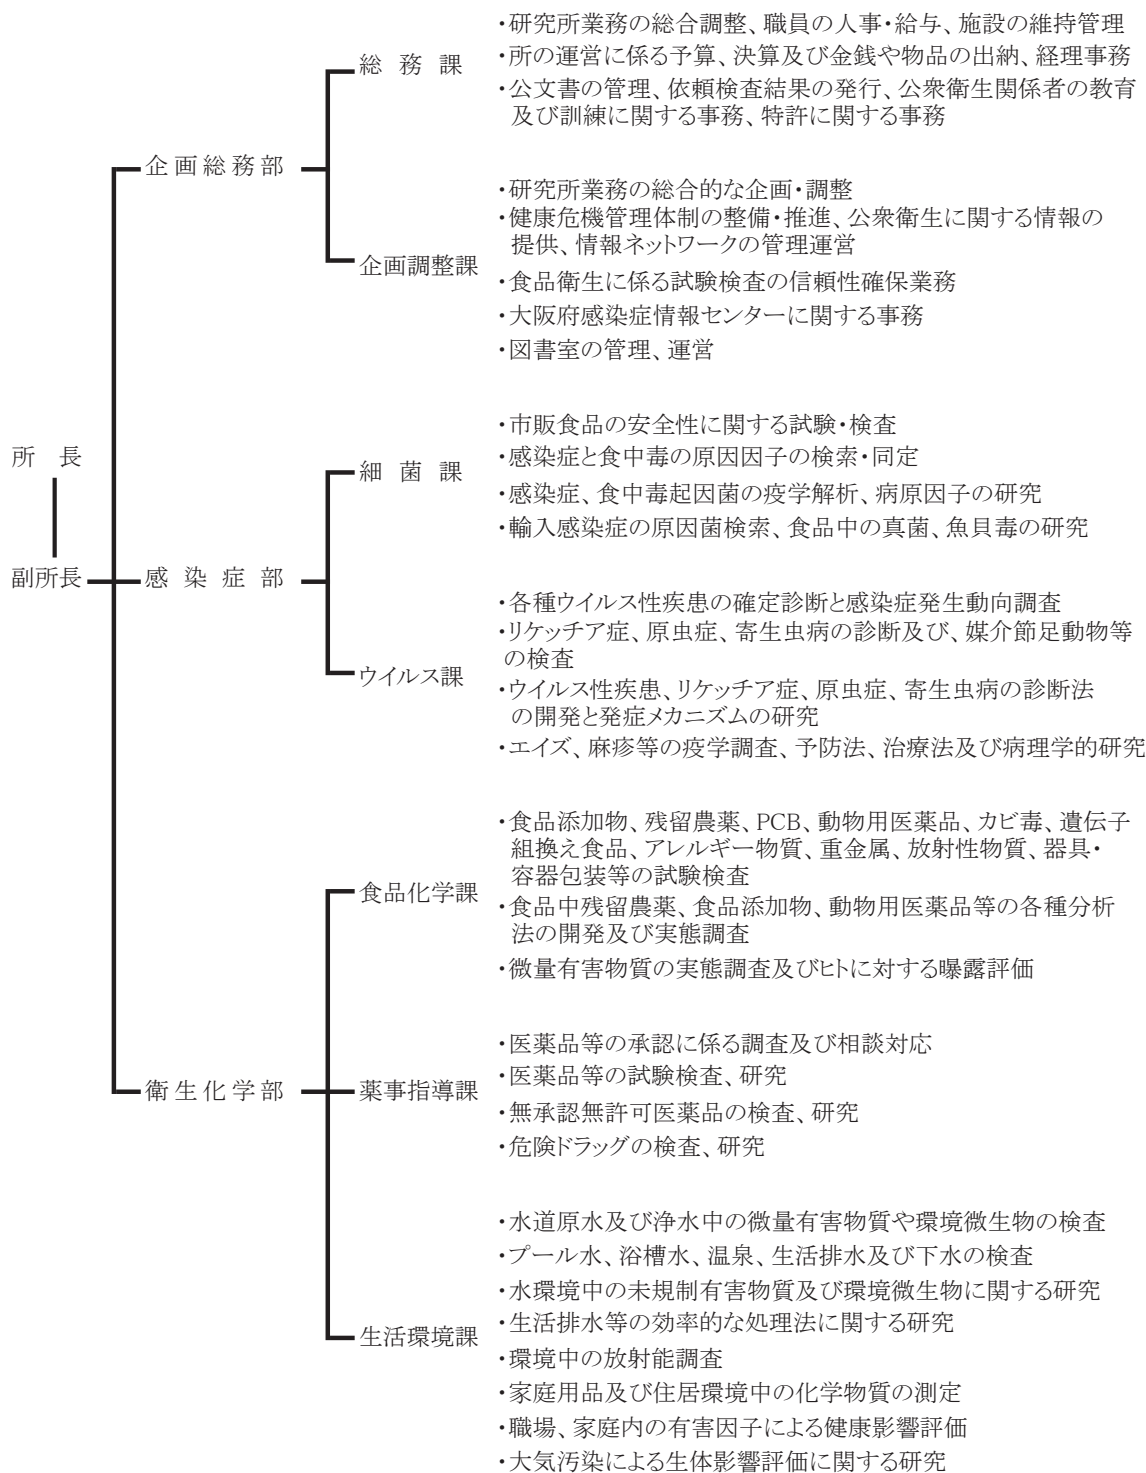 所　長
副所長
企画総務部
総　務　課
・研究所業務の総合調整、職員の人事・給与、施設の維持管理
・所の運営に係る予算、決算及び金銭や物品の出納、経理事務
・公文書の管理、依頼検査結果の発行、公衆衛生関係者の教育
及び訓練に関する事務、特許に関する事務
企画調整課
・研究所業務の総合的な企画・調整
・健康危機管理体制の整備・推進、公衆衛生に関する情報の
提供、情報ネットワークの管理運営
・食品衛生に係る試験検査の信頼性確保業務
・大阪府感染症情報センターに関する事務
・図書室の管理、運営
感　染　症　部
細　菌　課
・市販食品の安全性に関する試験・検査
・感染症と食中毒の原因因子の検索・同定
・感染症、食中毒起因菌の疫学解析、病原因子の研究
・輸入感染症の原因菌検索、食品中の真菌、魚貝毒の研究
ウイルス課
・各種ウイルス性疾患の確定診断と感染症発生動向調査
・リケッチア症、原虫症、寄生虫病の診断及び、媒介節足動物等
の検査
・ウイルス性疾患、リケッチア症、原虫症、寄生虫病の診断法
の開発と発症メカニズムの研究
・エイズ、麻疹等の疫学調査、予防法、治療法及び病理学的研究
衛生化学部
食品化学課
・食品添加物、残留農薬、PCB、動物用医薬品、カビ毒、遺伝子
組換え食品、アレルギー物質、重金属、放射性物質、器具・
容器包装等の試験検査
・食品中残留農薬、食品添加物、動物用医薬品等の各種分析
法の開発及び実態調査
・微量有害物質の実態調査及びヒトに対する曝露評価
薬事指導課
・医薬品等の承認に係る調査及び相談対応
・医薬品等の試験検査、研究
・無承認無許可医薬品の検査、研究
・危険ドラッグの検査、研究
生活環境課
・水道原水及び浄水中の微量有害物質や環境微生物の検査
・プール水、浴槽水、温泉、生活排水及び下水の検査
・水環境中の未規制有害物質及び環境微生物に関する研究
・生活排水等の効率的な処理法に関する研究
・環境中の放射能調査
・家庭用品及び住居環境中の化学物質の測定
・職場、家庭内の有害因子による健康影響評価
・大気汚染による生体影響評価に関する研究